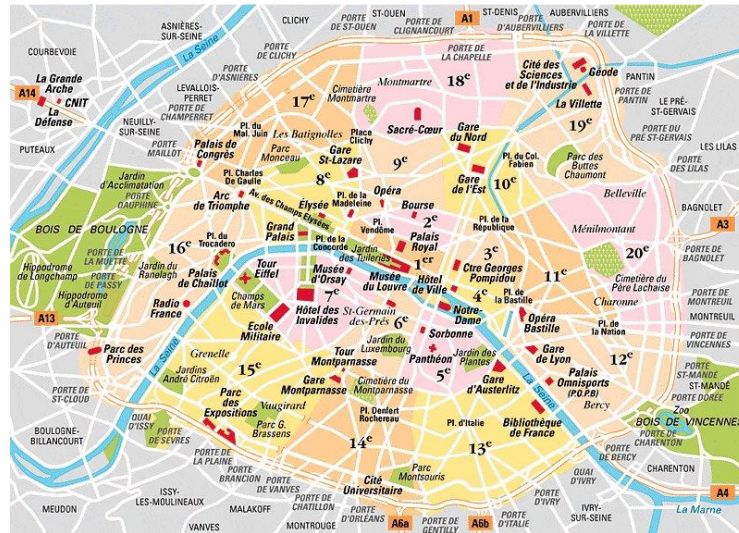 ASNIÈRES-
SUR-SEINE
CLICHY
PORTE
DE ST-OUEN
ST-OUEN
PORTE DE
CLIGNANCOURT
A1
ST-DENIS
PORTE
D'AUBERVILLIERS
AUBERVILLIERS
PORTE DE
LA VILLETTE
COURBEVOIE
La Seine
PORTE
DE CLICHY
PORTE
DE LA CHAPELLE
La Grande
Arche
A14
CNIT
La
Défense
PORTE
D'ASNIÈRES
LEVALLOIS-
PERRET
PORTE DE
CHAMPERRET
NEUILLY-
SUR-SEINE
PUTEAUX
PORTE
MAILLOT
17e
Cimetière
Montmartre
Montmartre
18e
Sacré-Cœur
Cité des
Sciences
et de l'Industrie
Géode
La Villette
PANTIN
PORTE
DE
PANTIN
LE PRÉ-
ST-GERVAIS
19e
PORTE
DU PRÉ
ST-GERVAIS
LES LILAS
PORTE
DES LILAS
Pl. du
Mal. Juin
Les Batignolles
Place
Clichy
Palais de
Congrès
Parc
Monceau
Gare
St-Lazare
9e
Gare
du Nord
Gare
de l'Est
10e
Pl. du Col.
Fabien
Parc des
Buttes
Chaumont
Jardin
d'Acclimatation
PORTE
DAUPHINE
Pl. Charles
De Gaulle
8e
Arc
de Triomphe
Av. des Champs Elysées
Élysée
Pl. de la
Madeleine
Opéra
Bourse
2e
Belleville
Ménilmontant
BAGNOLET
A3
BOIS DE BOULOGNE
16e
Pl. du
Trocadero
Grand
Palais
Pl. de la
Concorde
Pl.
Vendôme
Jardin
des Tuileries
Palais
Royal
1er
Pl. de la
République
3e
Ctre Georges
Pompidou
11e
20e
PORTE
DE BAGNOLET
PORTE DE
LA MUETTE
Hippodrome
de Longchamp
PORTE
DE PASSY
Jardin du
Ranelagh
Palais
de Chaillot
Tour
Eiffel
Musée
d'Orsay
Musée
du Louvre
Hôtel
de Ville
4e
Pl. de
la Bastille
Cimetière du
Père Lachaise
Charonne
PORTE DE
MONTREUIL
MONTREUIL
Hippodrome
d'Auteuil
Radio
France
Champs
de Mars
7e
Hôtel des
Invalides
St-Germain
des-Prés
6e
Notre-
Dame
Opéra
Bastille
Pl. de
la Nation
PORTE DE
VINCENNES
A13
PORTE
D'AUTEUIL
Parc des
Princes
La Seine
Ecole
Militaire
Sorbonne
Panthéon
Jardin du
Luxembourg
Jardin des
Plantes
5e
Gare
de Lyon
12e
PORTE
ST-MANDÉ
ST-MANDÉ
PORTE DORÉE
PORTE DE
ST-CLOUD
Grenelle
15e
Jardins
André Citroën
Tour
Montparnasse
Gare
Montparnasse
Cimetière du
Montparnasse
Gare
d'Austerlitz
La Seine
Palais
Omnisports
(P.O.P.B)
Bercy
Zoo
BOIS DE VINCENNES
BOULOGNE-
BILLANCOURT
QUAI
D'ISSY
PORTE
DE SÈVRES
Parc
des
Expositions
Vaugirard
Parc G.
Brassens
Pl. Denfert
Rochereau
14e
Pl. d'Italie
13e
Bibliothèque
de France
PORTE
DE BERCY
PORTE DE
CHARENTON
CHARENTON
PORTE
DE LA PLAINE
PORTE
BRANCION
PORTE
DE VANVES
PORTE
DE CHATILLON
Cité
Universitaire
Parc
Montsouris
QUAI
D'IVRY
PORTE
D'IVRY
IVRY-
SUR-SEINE
A4
La Marne
MEUDON
ISSY-
LES-MOULINEAUX
VANVES
MALAKOFF
MONTROUGE
PORTE
D'ORLÉANS
A6a
PORTE DE
GENTILLY
A6b
PORTE
D'ITALIE